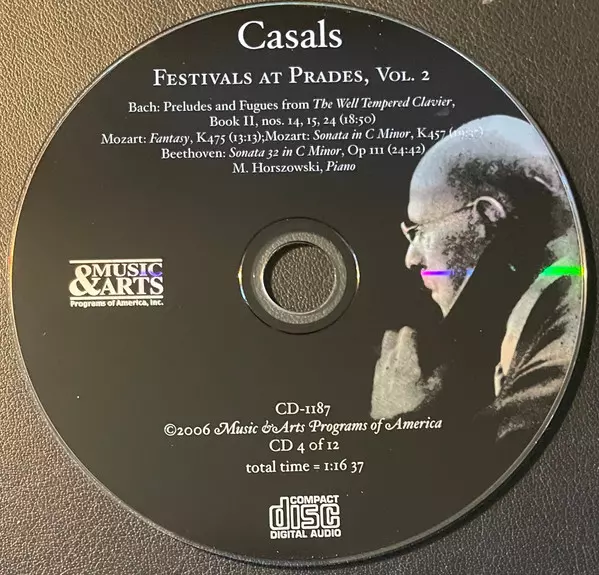 Casals
FESTIVALS AT PRADES, VOL. 2
Bach: Preludes and Fugues from The Well Tempered Clavier,
Book II, nos. 14, 15, 24 (18:50)
Mozart: Fantasy, K475 (13:13);Mozart: Sonata in C Minor, K457
Beethoven: Sonata 32 in C Minor, Op 111 (24:42)
M. Horszowski, Piano
MUSIC
&ARTS
Programs of America, Inc.
CD-1187
©2006 Music & Arts Programs of America
CD 4 of 12
total time = 1:16 37
COMPACT
disc
DIGITAL AUDIO